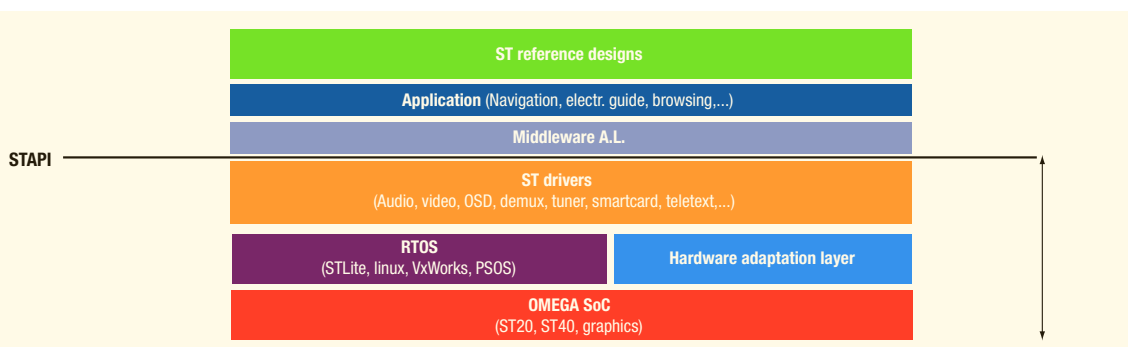 ST reference designs
Application (Navigation, electr. guide, browsing,...)
Middleware A.L.
STAPI
ST drivers
(Audio, video, OSD, demux, tuner, smartcard, teletext,...)
RTOS
(STLite, linux, VxWorks, PSOS)
Hardware adaptation layer
OMEGA SoC
(ST20, ST40, graphics)